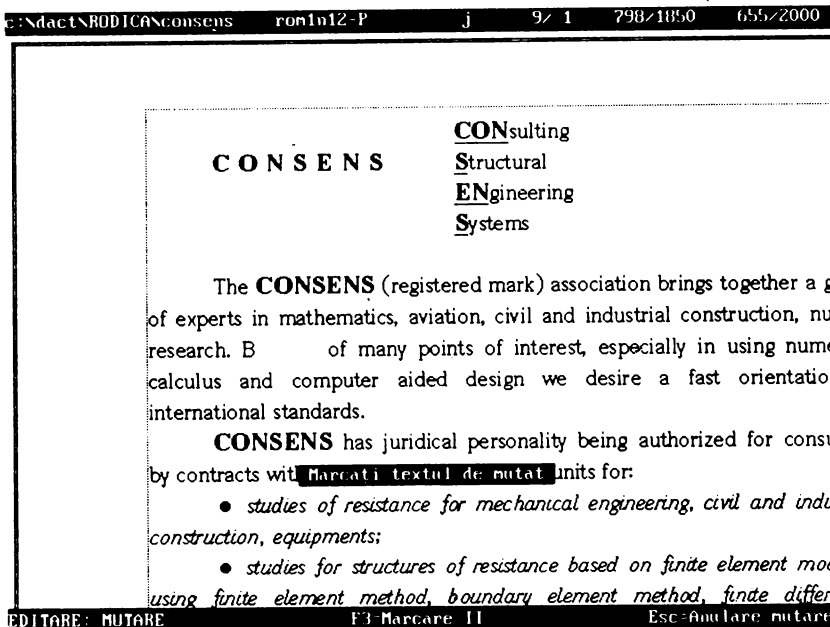 c:\dact\RODICA\consens rom1n12-P j 9/ 1 798/1850 655/2000
CONsulting
C O N S E N S Structural
ENgineering
Systems
The CONSENS (registered mark) association brings together a g
of experts in mathematics, aviation, civil and industrial construction, nu
research. B of many points of interest, especially in using nume
calculus and computer aided design we desire a fast orientatio
international standards.
CONSENS has juridical personality being authorized for consu
by contracts wit Marcati textul de mutat units for:
● studies of resistance for mechanical engineering, civil and indu
construction, equipments;
● studies for structures of resistance based on finite element mod
using finite element method, boundary element method, finite differ
EDITARE: MUTARE F3-Marcare II Esc=Anulare mutare